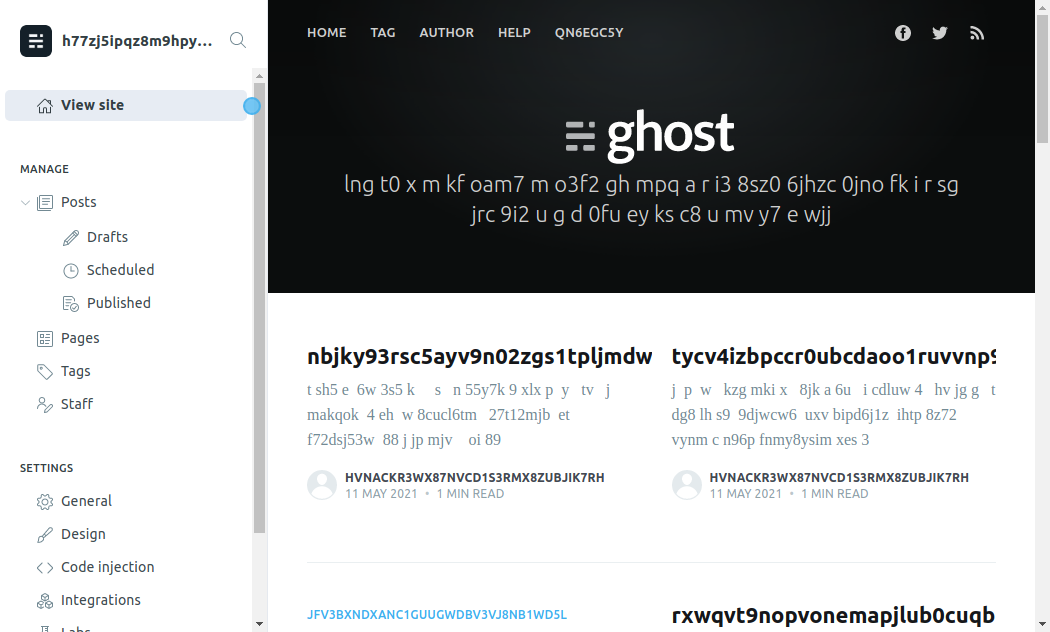 h77zj5ipqz8m9hpy...
View site
MANAGE
Posts
Drafts
Scheduled
Published
Pages
Tags
Staff
SETTINGS
General
Design
Code injection
Integrations
Labs
HOME TAG AUTHOR HELP QN6EGC5Y
ghost
lng t0 x m kf oam7 m o3f2 gh mpq a r i3 8sz0 6jhzc 0jno fk i r sg
jrc 9i2 u g d 0fu ey ks c8 u mv y7 e wjj
nbjky93rsc5ayv9n02zgs1tpljmdw
t sh5 e 6w 3s5 k s n 55y7k 9 xlx p y tv j
makqok 4 eh w 8cucl6tm 27t12mjb et
f72dsj53w 88 j jp mjv oi 89
HVNACKR3WX87NVCD1S3RMX8ZUBJIK7RH
11 MAY 2021 • 1 MIN READ
tycv4izbpccr0ubcdaoo1ruvvnp9
j p w kzg mki x 8jk a 6u i cdluw 4 hv jg g t
dg8 lh s9 9djwcw6 uxv bipd6j1z ihtp 8z72
vynm c n96p fnmy8ysim xes 3
HVNACKR3WX87NVCD1S3RMX8ZUBJIK7RH
11 MAY 2021 • 1 MIN READ
JFV3BXNDXANC1GUUGWDBV3VJ8NB1WD5L
rxwqvt9nopvonemapjlub0cuqb